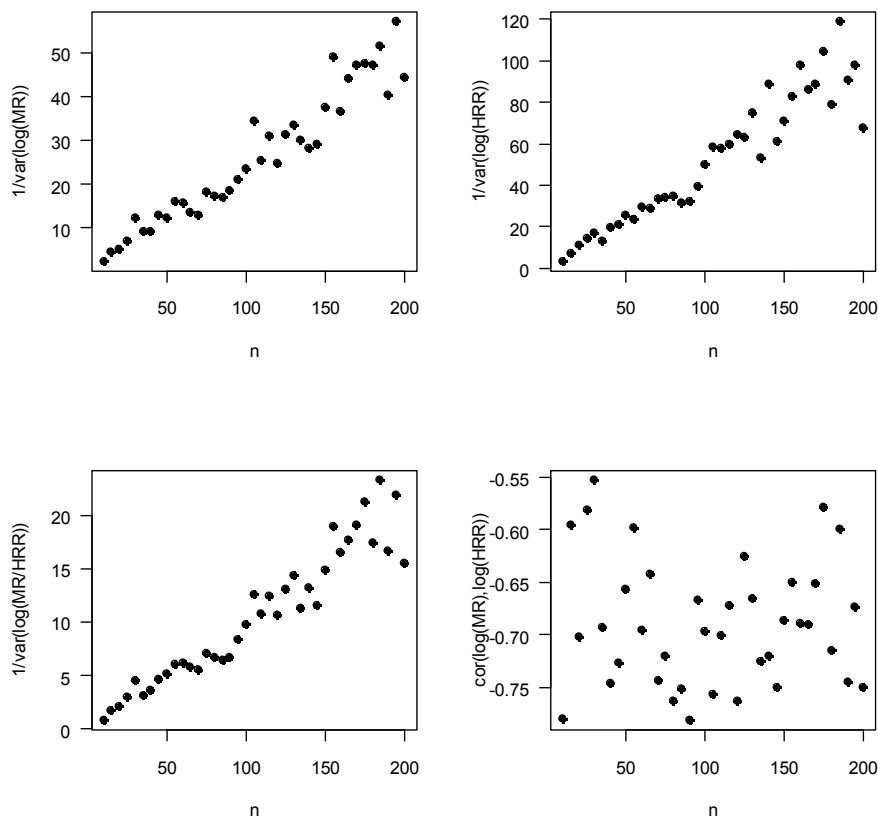 1/var(log(MR))
50
40
30
20
10
50 100 150 200
n
1/var(log(HRR))
120
100
80
60
40
20
0
50 100 150 200
n
1/var(log(MR/HRR))
20
15
10
5
0
50 100 150 200
n
cor(log(MR),log(HRR))
-0.55
-0.60
-0.65
-0.70
-0.75
50 100 150 200
n